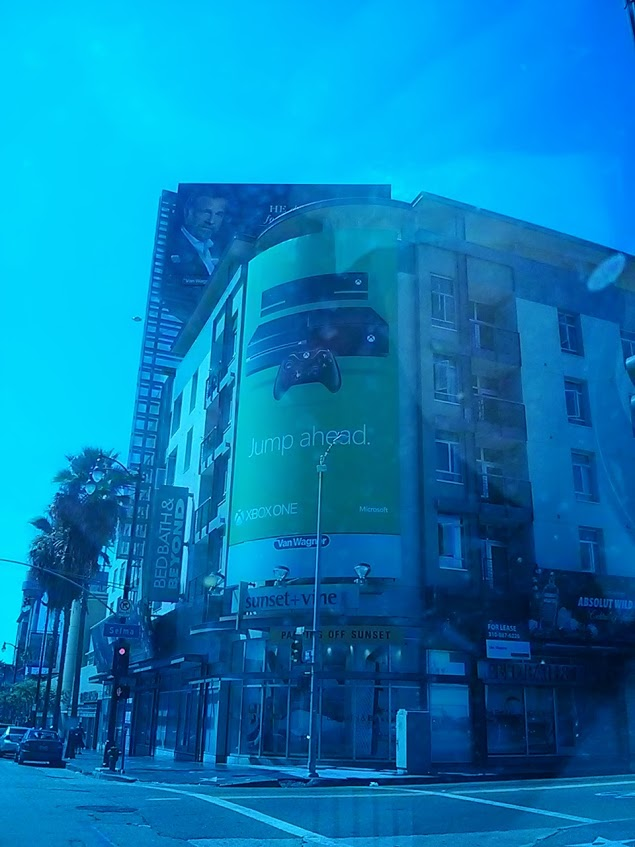 HE
Jump ahead.
XBOX ONE
Microsoft
Van Wagner
BED BATH &
BEYOND
sunset+vine
PARKING OFF SUNSET
Selma
FOR LEASE
ABSOLUT WILD